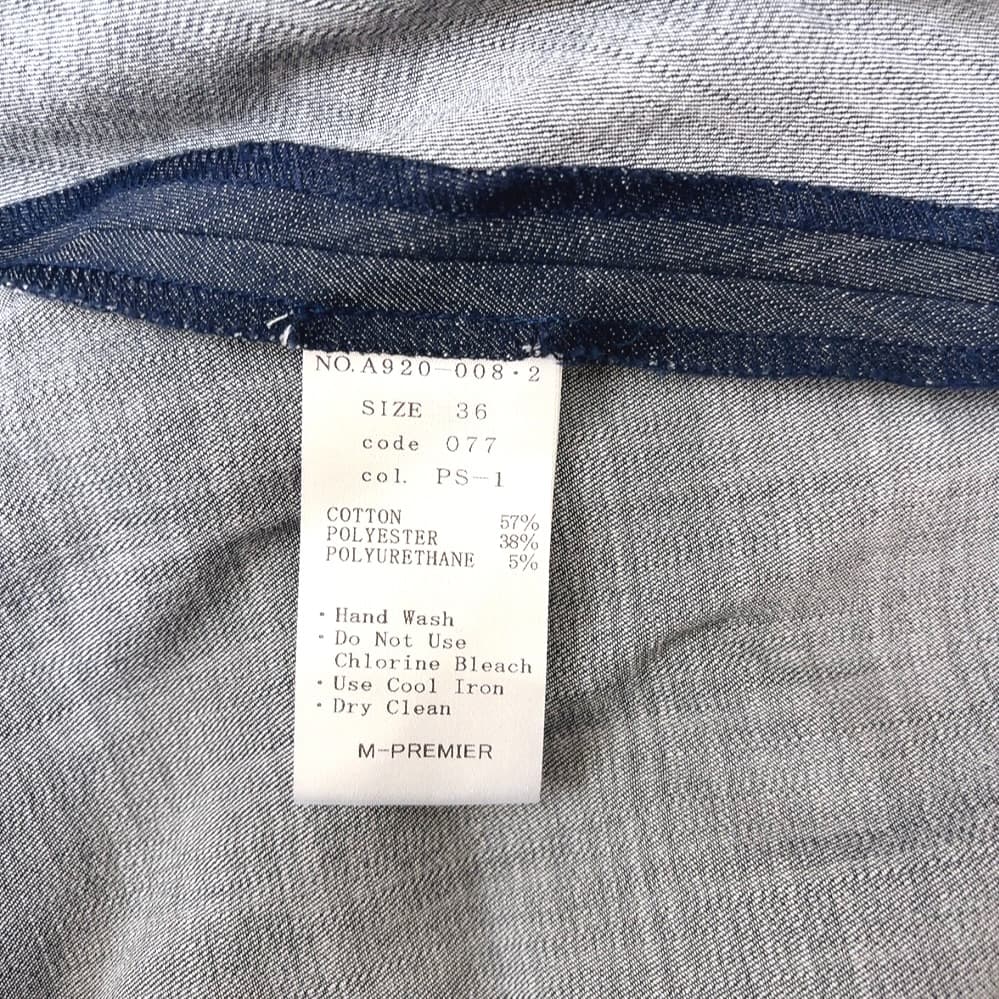 NO. A920-008・2
SIZE 36
code 077
col. PS-1
COTTON 57%
POLYESTER 38%
POLYURETHANE 5%
・Hand Wash
・Do Not Use
Chlorine Bleach
・Use Cool Iron
・Dry Clean
M-PREMIER